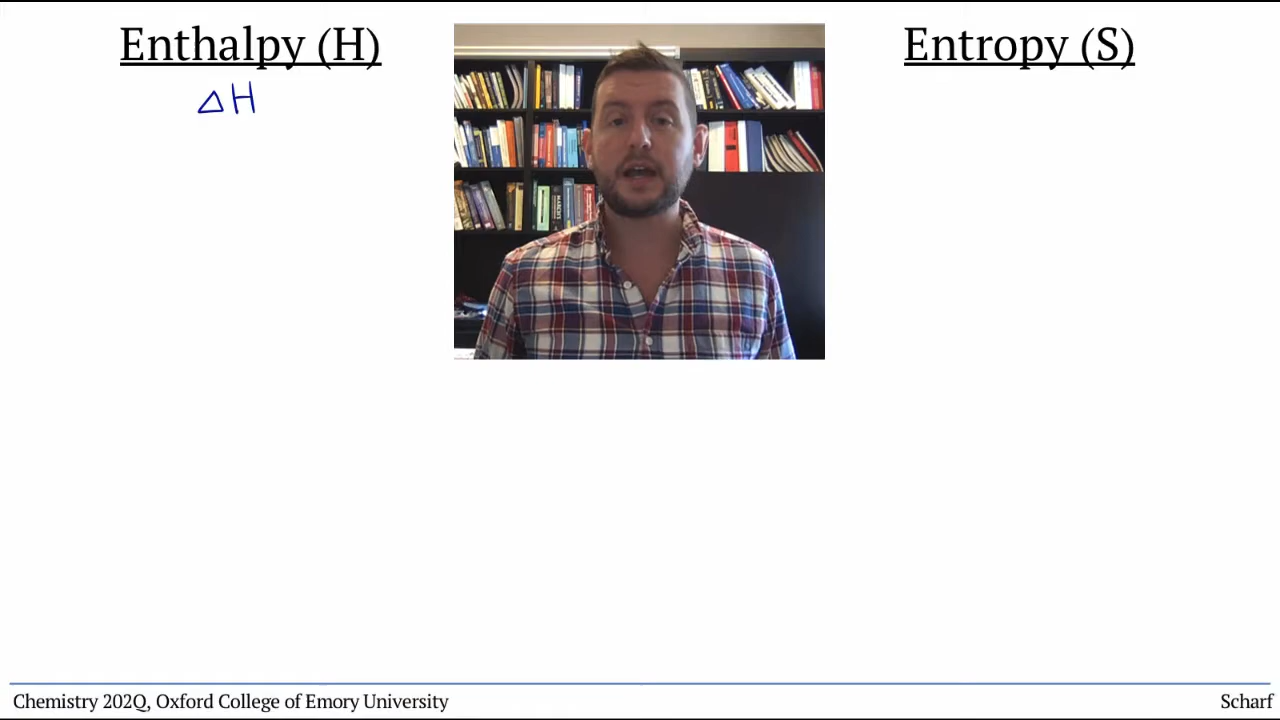 Enthalpy (H)
ΔH
Entropy (S)
Chemistry 202Q, Oxford College of Emory University
Scharf